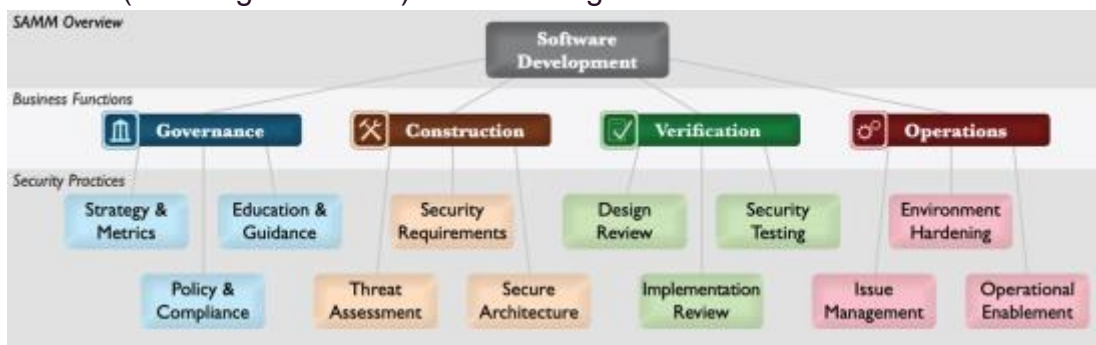 SAMM Overview
Software
Development
Business Functions
Governance
Construction
Verification
Operations
Security Practices
Strategy &
Metrics
Education &
Guidance
Security
Requirements
Design
Review
Security
Testing
Environment
Hardening
Policy &
Compliance
Threat
Assessment
Secure
Architecture
Implementation
Review
Issue
Management
Operational
Enablement